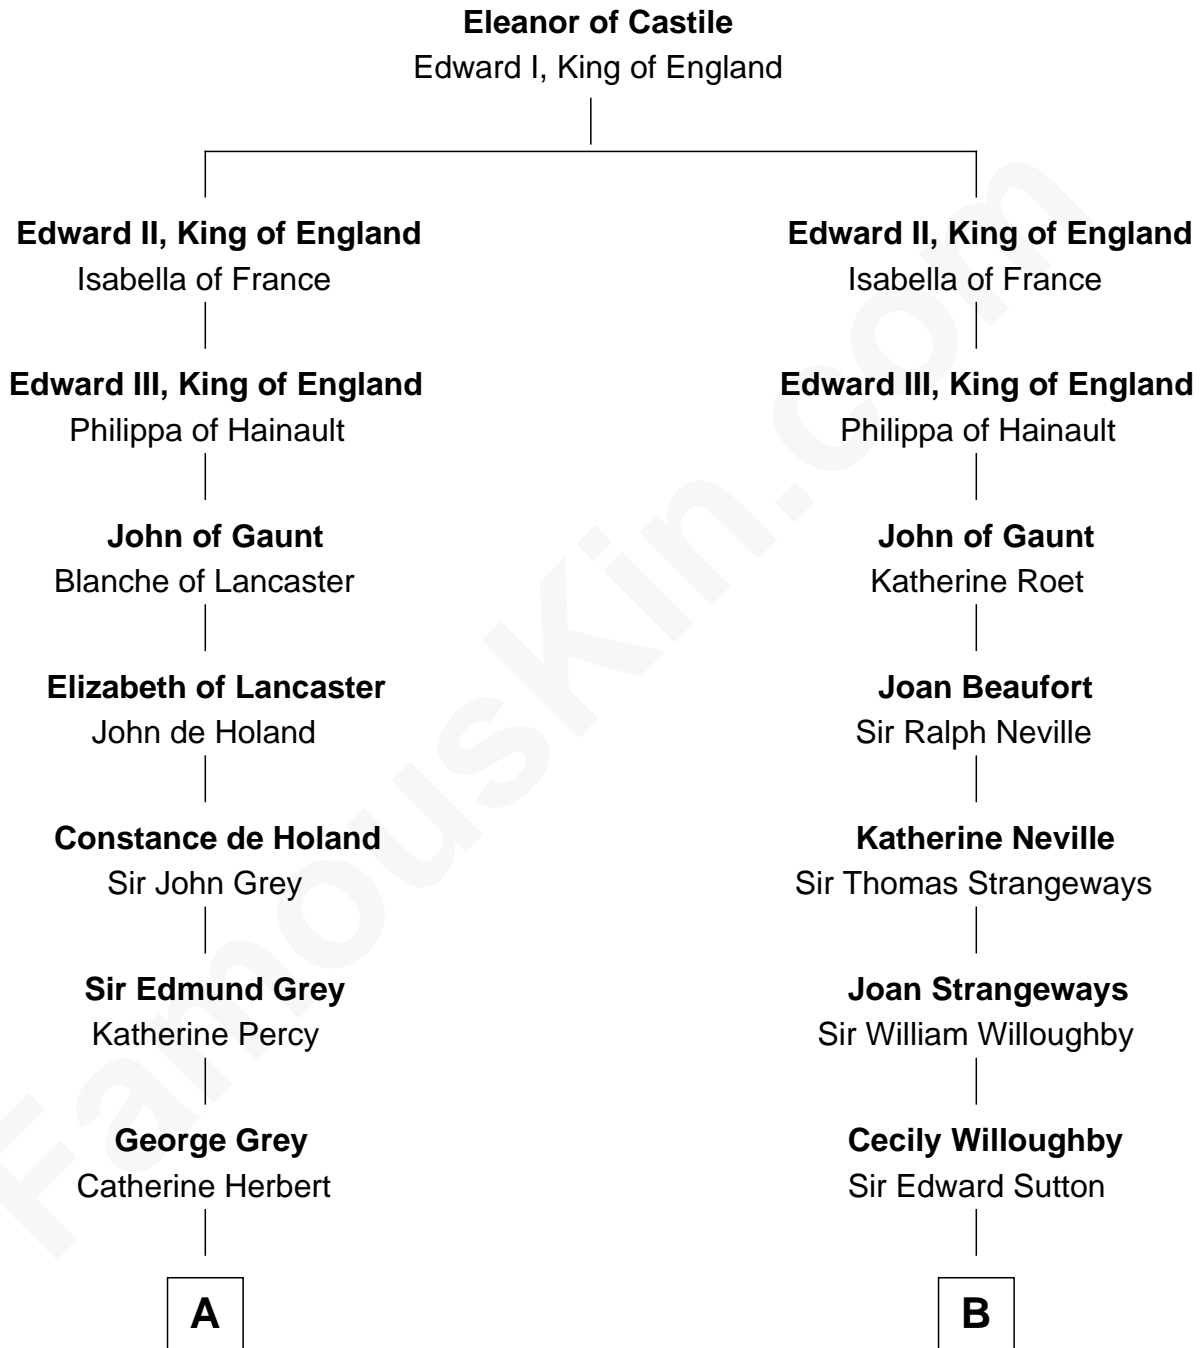 Eleanor of Castile
Edward I, King of England
Edward II, King of England
Isabella of France
Edward III, King of England
Philippa of Hainault
John of Gaunt
Blanche of Lancaster
Elizabeth of Lancaster
John de Holand
Constance de Holand
Sir John Grey
Sir Edmund Grey
Katherine Percy
George Grey
Catherine Herbert
A
Edward II, King of England
Isabella of France
Edward III, King of England
Philippa of Hainault
John of Gaunt
Katherine Roet
Joan Beaufort
Sir Ralph Neville
Katherine Neville
Sir Thomas Strangeways
Joan Strangeways
Sir William Willoughby
Cecily Willoughby
Sir Edward Sutton
B
FamousKin.com